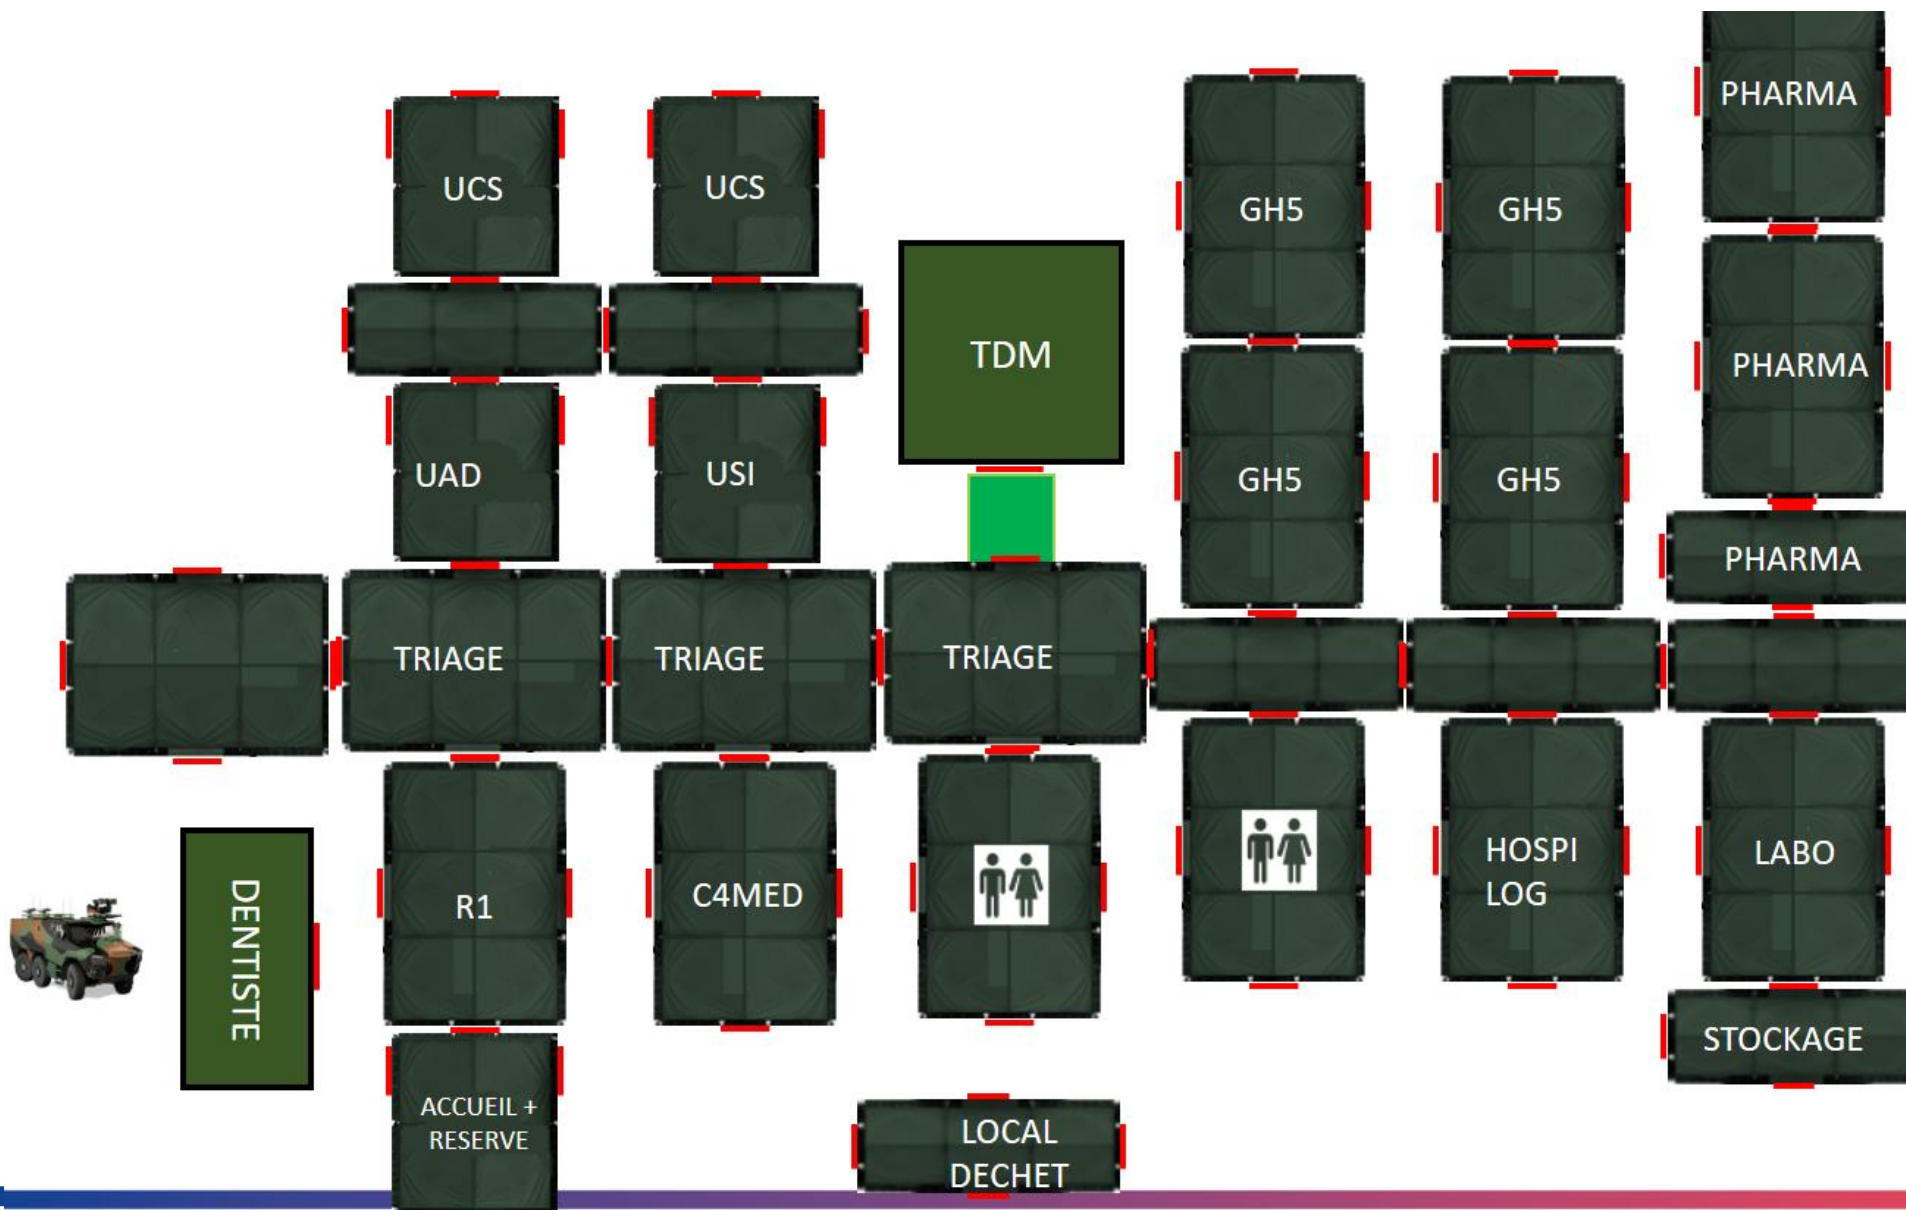 PHARMA
UCS
UCS
GH5
GH5
TDM
PHARMA
UAD
USI
GH5
GH5
PHARMA
TRIAGE
TRIAGE
TRIAGE
DENTISTE
R1
C4MED
HOSPI
LOG
LABO
STOCKAGE
ACCUEIL +
RESERVE
LOCAL
DECHET